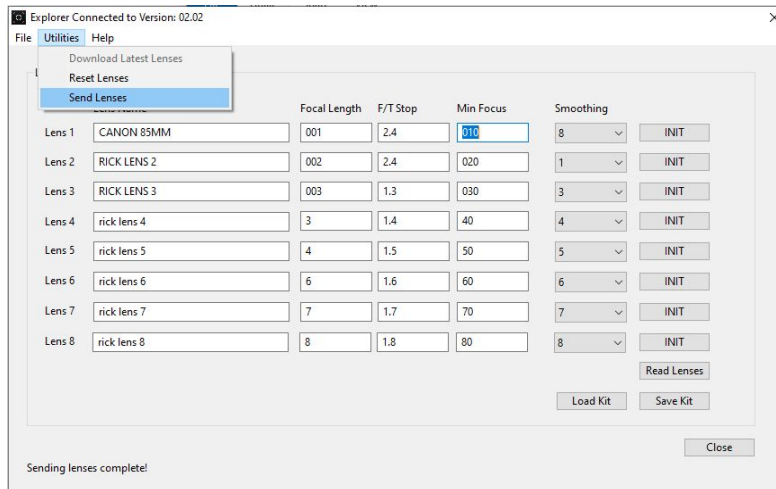 Explorer Connected to Version: 02.02
File Utilities Help
Download Latest Lenses
Reset Lenses
Send Lenses
Focal Length F/T Stop Min Focus Smoothing
Lens 1 CANON 85MM 001 2.4 010 8 INIT
Lens 2 RICK LENS 2 002 2.4 020 1 INIT
Lens 3 RICK LENS 3 003 1.3 030 3 INIT
Lens 4 rick lens 4 3 1.4 40 4 INIT
Lens 5 rick lens 5 4 1.5 50 5 INIT
Lens 6 rick lens 6 6 1.6 60 6 INIT
Lens 7 rick lens 7 7 1.7 70 7 INIT
Lens 8 rick lens 8 8 1.8 80 8 INIT
Read Lenses
Load Kit Save Kit
Close
Sending lenses complete!